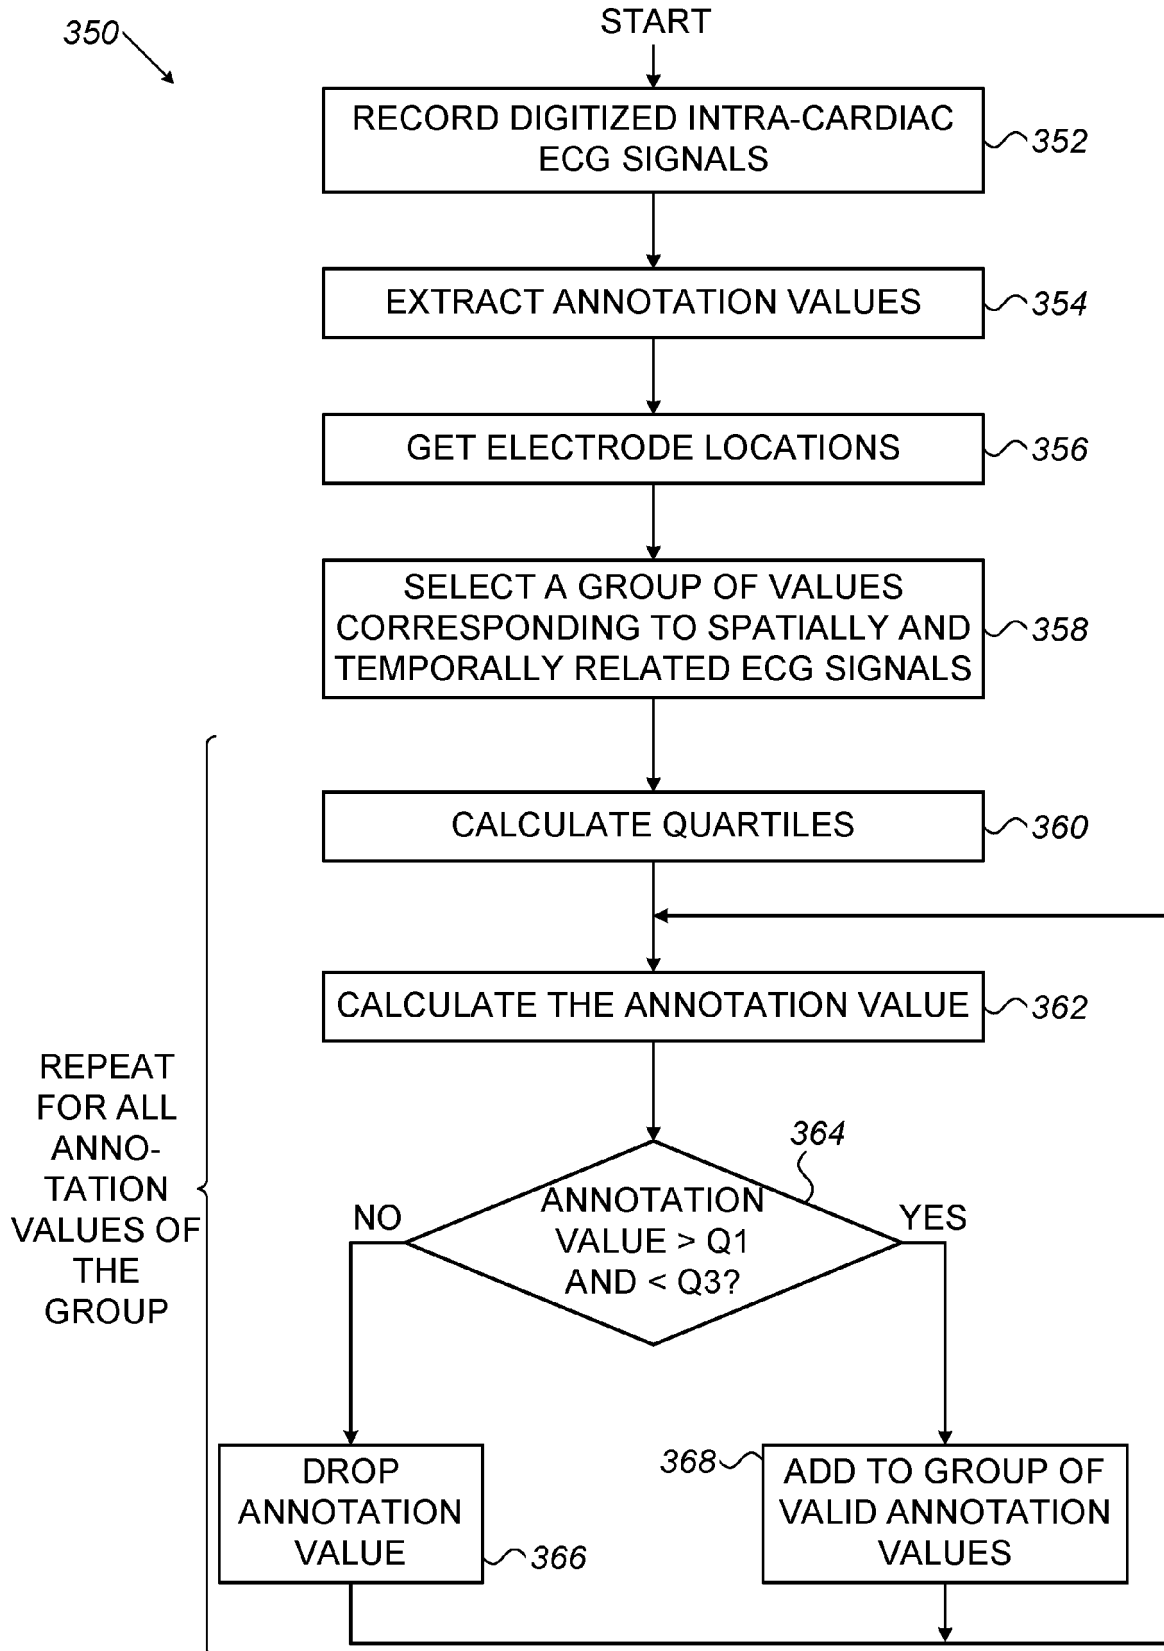 350
START
RECORD DIGITIZED INTRA-CARDIAC
ECG SIGNALS
352
EXTRACT ANNOTATION VALUES
354
GET ELECTRODE LOCATIONS
356
SELECT A GROUP OF VALUES
CORRESPONDING TO SPATIALLY AND
TEMPORALLY RELATED ECG SIGNALS
358
CALCULATE QUARTILES
360
CALCULATE THE ANNOTATION VALUE
362
REPEAT
FOR ALL
ANNO-
TATION
VALUES OF
THE
GROUP
364
ANNOTATION
VALUE > Q1
AND < Q3?
NO
YES
DROP
ANNOTATION
VALUE
366
368
ADD TO GROUP OF
VALID ANNOTATION
VALUES